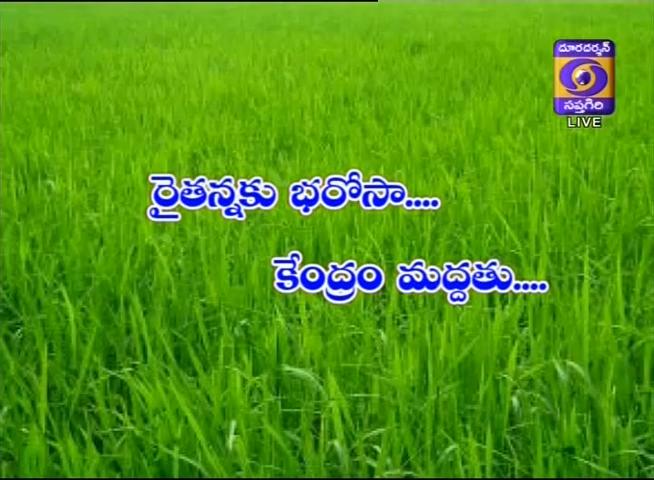 దూరదర్శన్
సప్తగిరి
LIVE
రైతన్నకు భరోసా....
కేంద్రం మద్దతు....